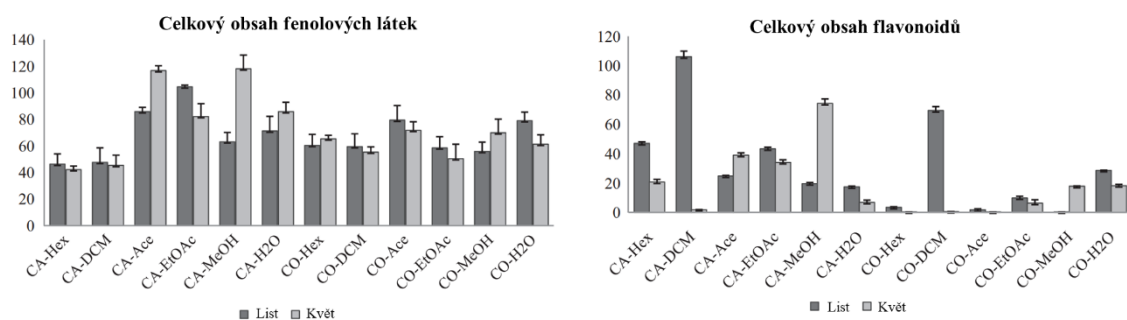 Celkový obsah fenolových látek
140
120
100
80
60
40
20
0
CA-Hex
CA-DCM
CA-Ace
CA-EtOAc
CA-MeOH
CA-H2O
CO-Hex
CO-DCM
CO-Ace
CO-EtOAc
CO-MeOH
CO-H2O
List Květ
Celkový obsah flavonoidů
120
100
80
60
40
20
0
CA-Hex
CA-DCM
CA-Ace
CA-EtOAc
CA-MeOH
CA-H2O
CO-Hex
CO-DCM
CO-Ace
CO-EtOAc
CO-MeOH
CO-H2O
List Květ